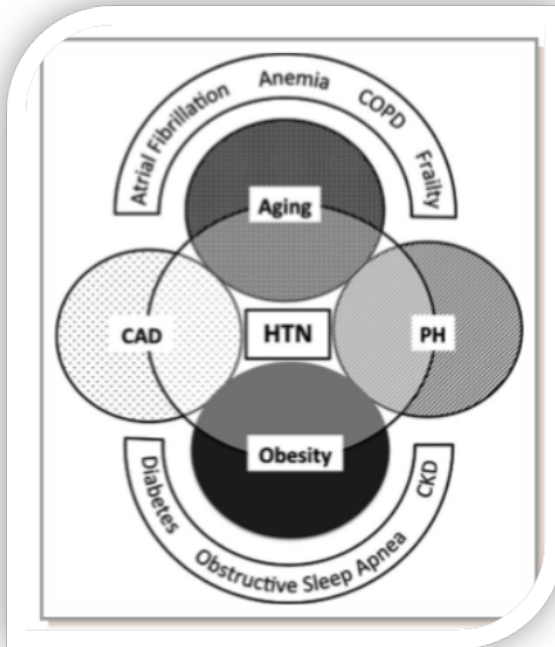 Atrial Fibrillation
Anemia
COPD
Frailty
Aging
CAD
HTN
PH
Obesity
Diabetes
Obstructive Sleep Apnea
CKD